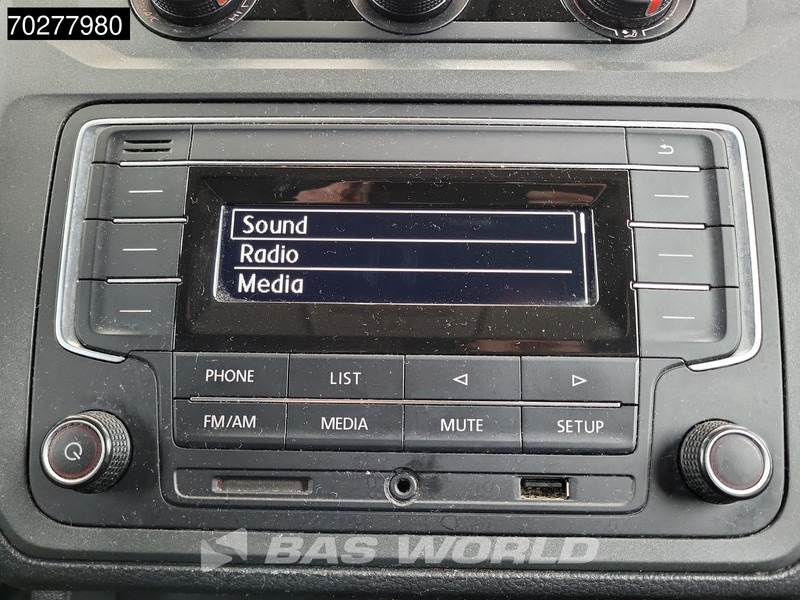 70277980
Sound
Radio
Media
PHONE LIST
FM/AM MEDIA MUTE SETUP
BAS WORLD